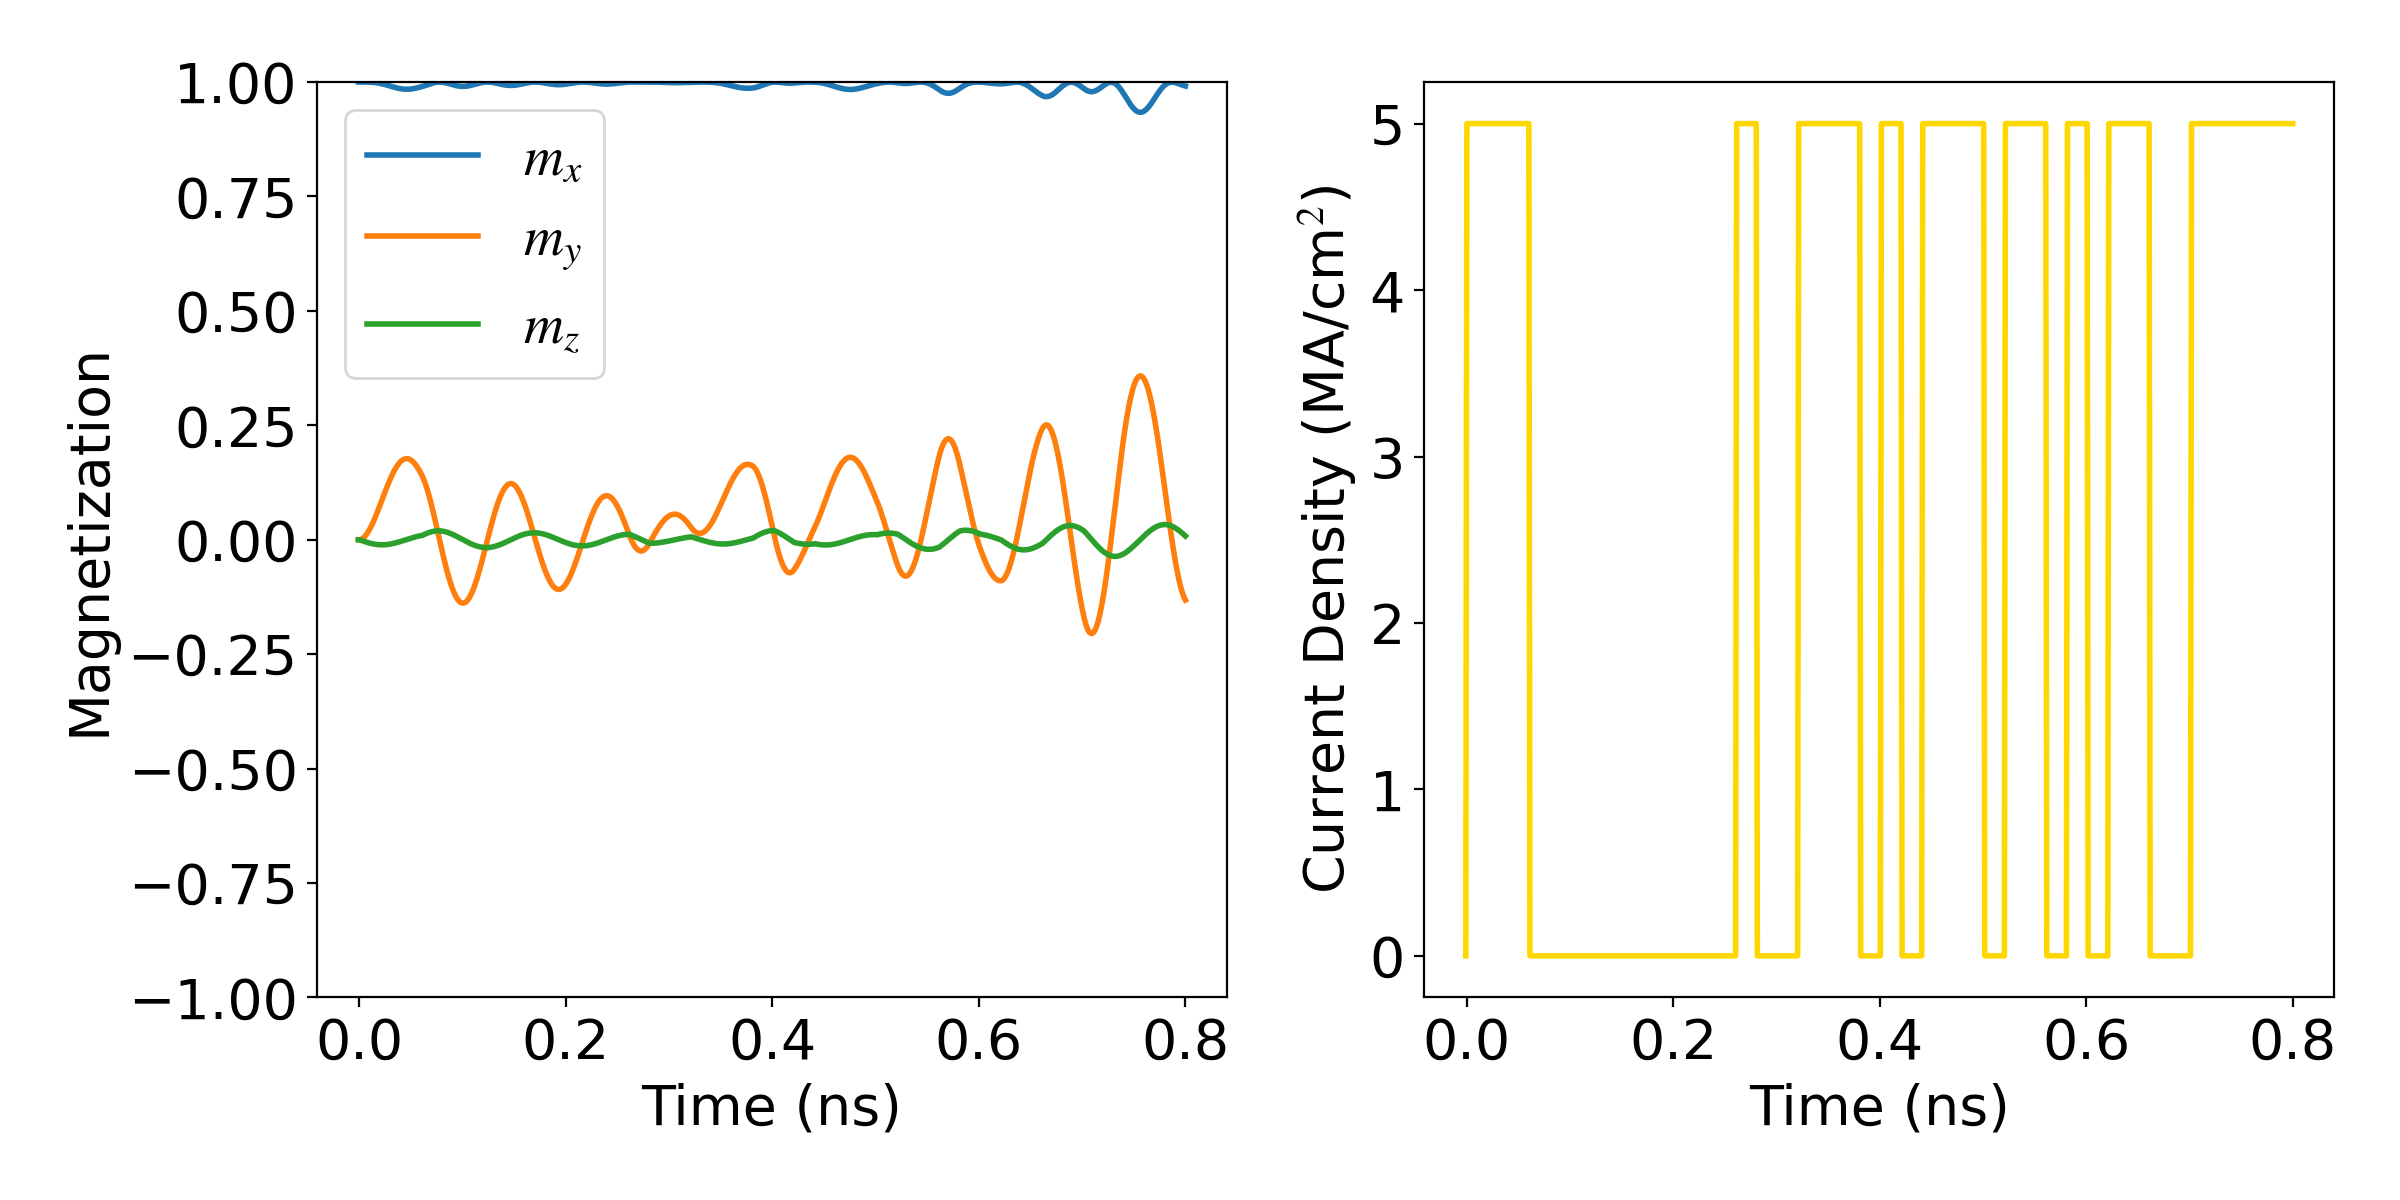 Magnetization
1.00
0.75
0.50
0.25
0.00
−0.25
−0.50
−0.75
−1.00
m_x
m_y
m_z
0.0 0.2 0.4 0.6 0.8
Time (ns)
Current Density (MA/cm²)
5
4
3
2
1
0
0.0 0.2 0.4 0.6 0.8
Time (ns)